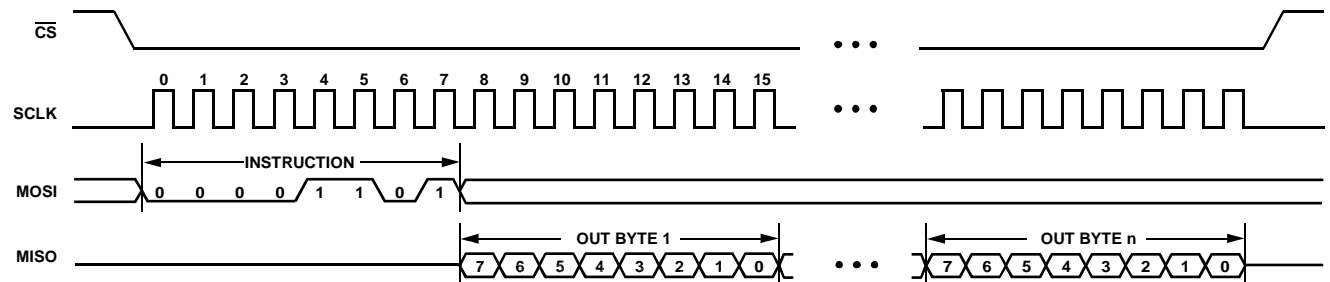 CS
0 1 2 3 4 5 6 7 8 9 10 11 12 13 14 15
SCLK
INSTRUCTION
MOSI 0 0 0 0 1 1 0 1
OUT BYTE 1 OUT BYTE n
MISO 7 6 5 4 3 2 1 0 7 6 5 4 3 2 1 0